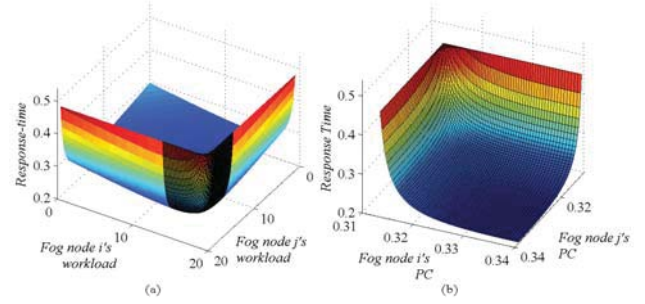 Response-time
0.5
0.4
0.3
0.2
0
10
20
Fog node i's
workload
20
10
0
Fog node j's
workload
(a)
Response Time
0.5
0.4
0.3
0.2
0.31
0.32
0.33
0.34
Fog node i's
PC
0.34
0.32
Fog node j's
PC
(b)